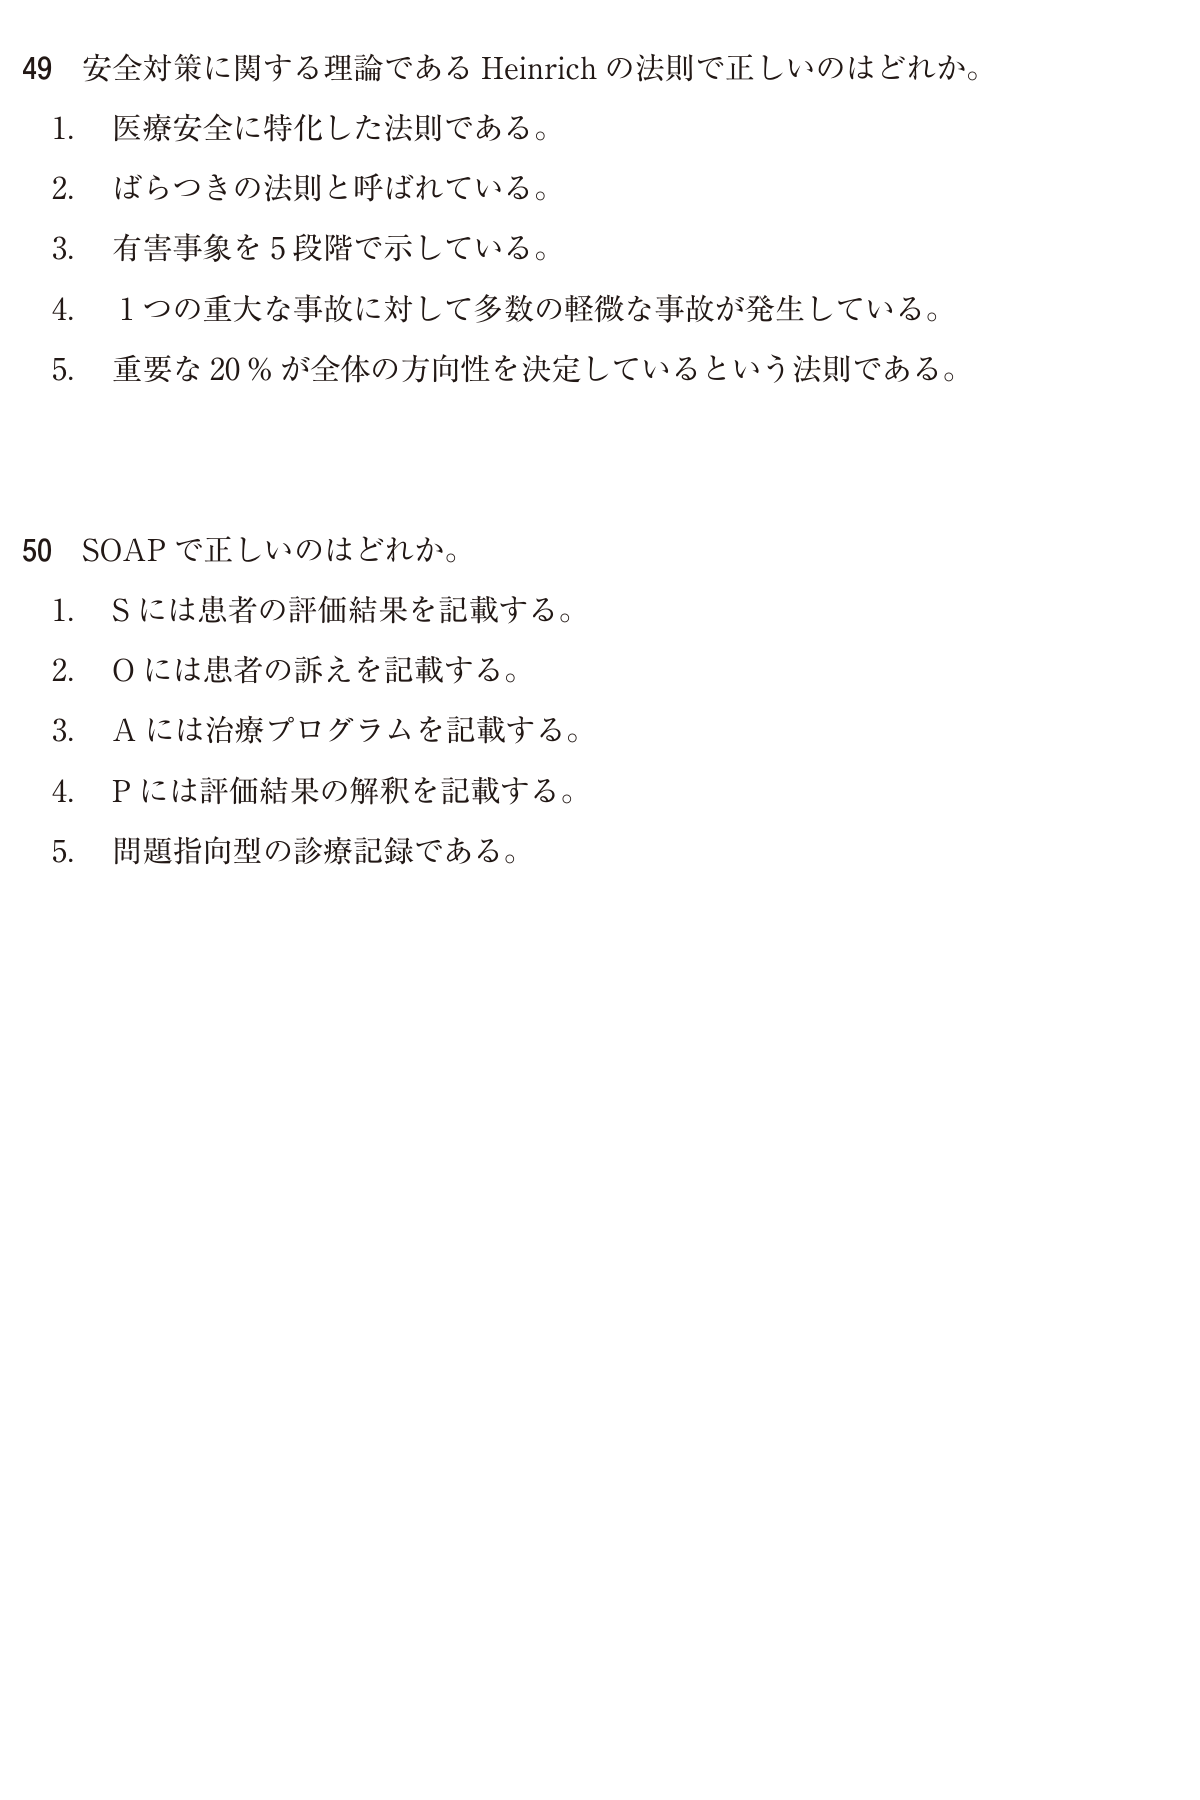 49 安全対策に関する理論である Heinrich の法則で正しいのはどれか。
1. 医療安全に特化した法則である。
2. ばらつきの法則と呼ばれている。
3. 有害事象を 5 段階で示している。
4. 1 つの重大な事故に対して多数の軽微な事故が発生している。
5. 重要な 20 % が全体の方向性を決定しているという法則である。
50 SOAP で正しいのはどれか。
1. S には患者の評価結果を記載する。
2. O には患者の訴えを記載する。
3. A には治療プログラムを記載する。
4. P には評価結果の解釈を記載する。
5. 問題指向型の診療記録である。